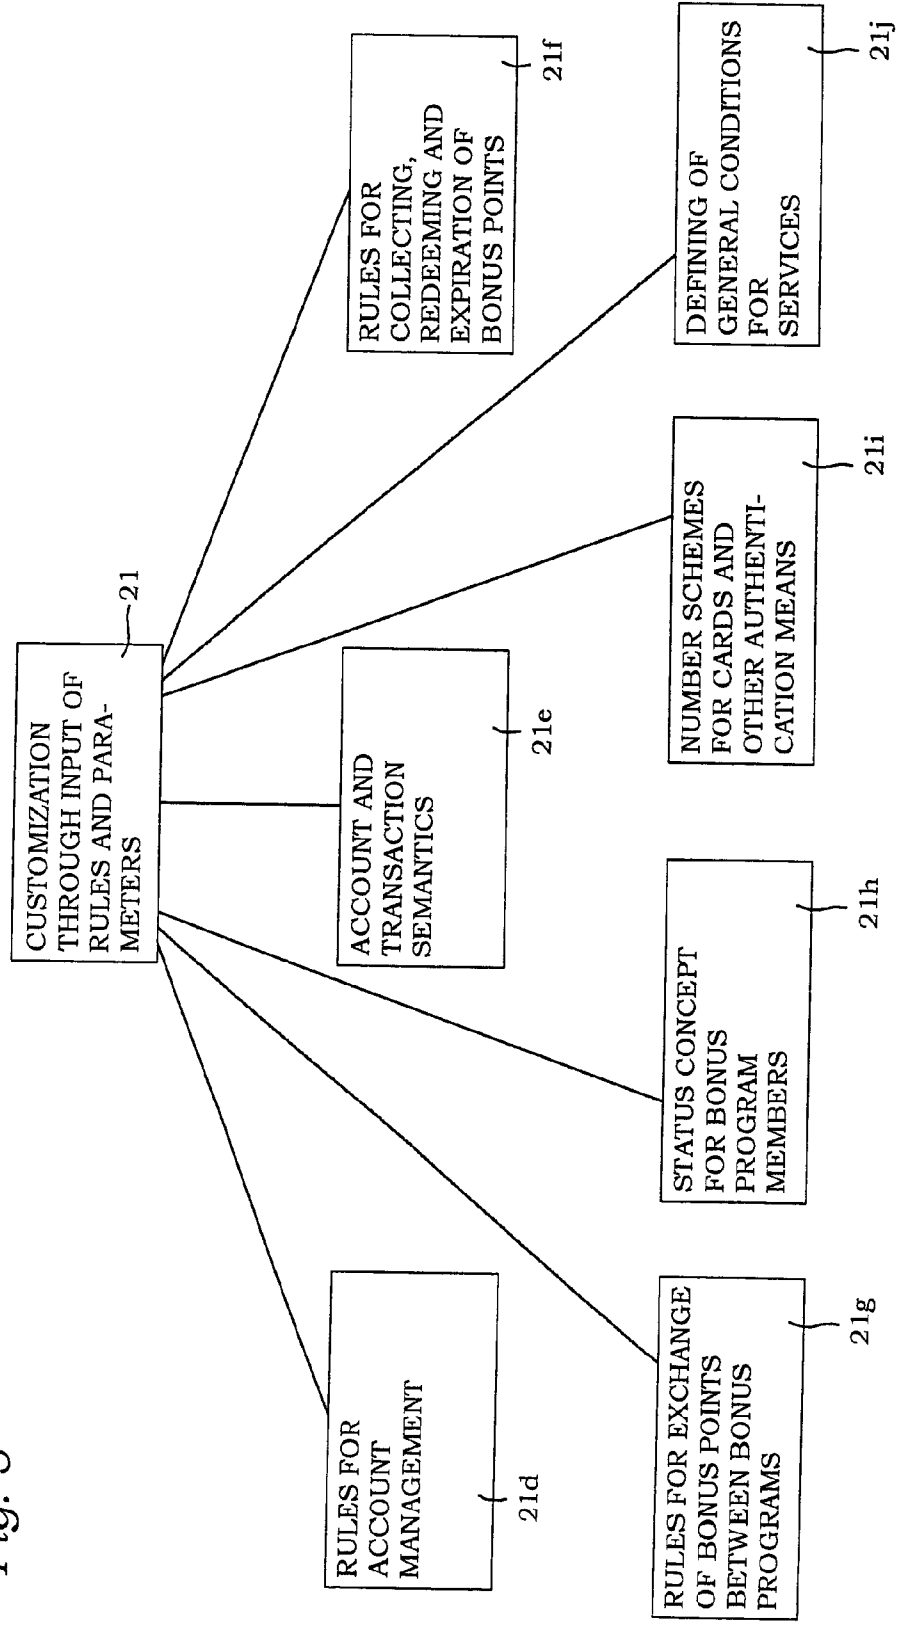 CUSTOMIZATION
THROUGH INPUT OF
RULES AND PARA-
METERS
21
RULES FOR
ACCOUNT
MANAGEMENT
21d
ACCOUNT AND
TRANSACTION
SEMANTICS
21e
RULES FOR
COLLECTING,
REDEEMING AND
EXPIRATION OF
BONUS POINTS
21f
RULES FOR EXCHANGE
OF BONUS POINTS
BETWEEN BONUS
PROGRAMS
21g
STATUS CONCEPT
FOR BONUS
PROGRAM
MEMBERS
21h
NUMBER SCHEMES
FOR CARDS AND
OTHER AUTHENTI-
CATION MEANS
21i
DEFINING OF
GENERAL CONDITIONS
FOR
SERVICES
21j